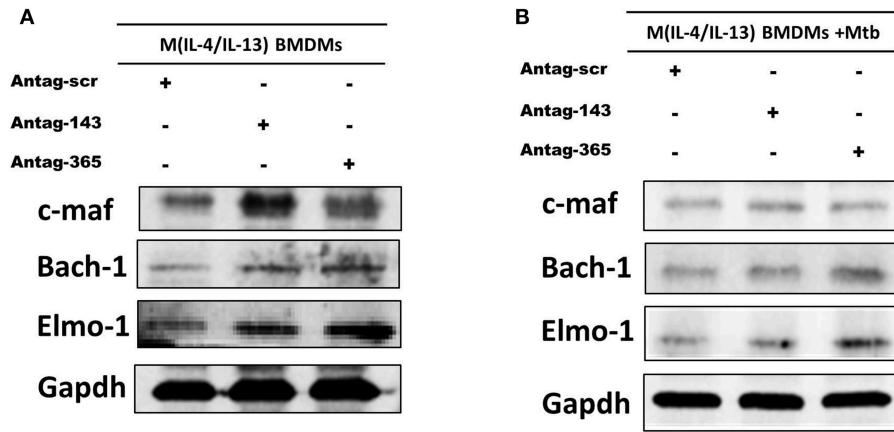 A
M(IL-4/IL-13) BMDMs
Antag-scr + - -
Antag-143 - + -
Antag-365 - - +
c-maf
Bach-1
Elmo-1
Gapdh
B
M(IL-4/IL-13) BMDMs +Mtb
Antag-scr + - -
Antag-143 - + -
Antag-365 - - +
c-maf
Bach-1
Elmo-1
Gapdh